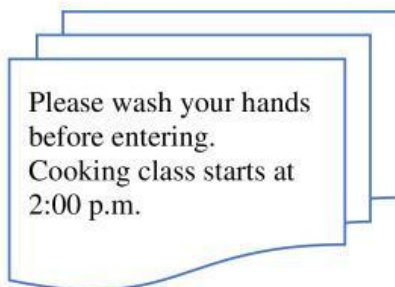 Please wash your hands
before entering.
Cooking class starts at
2:00 p.m.